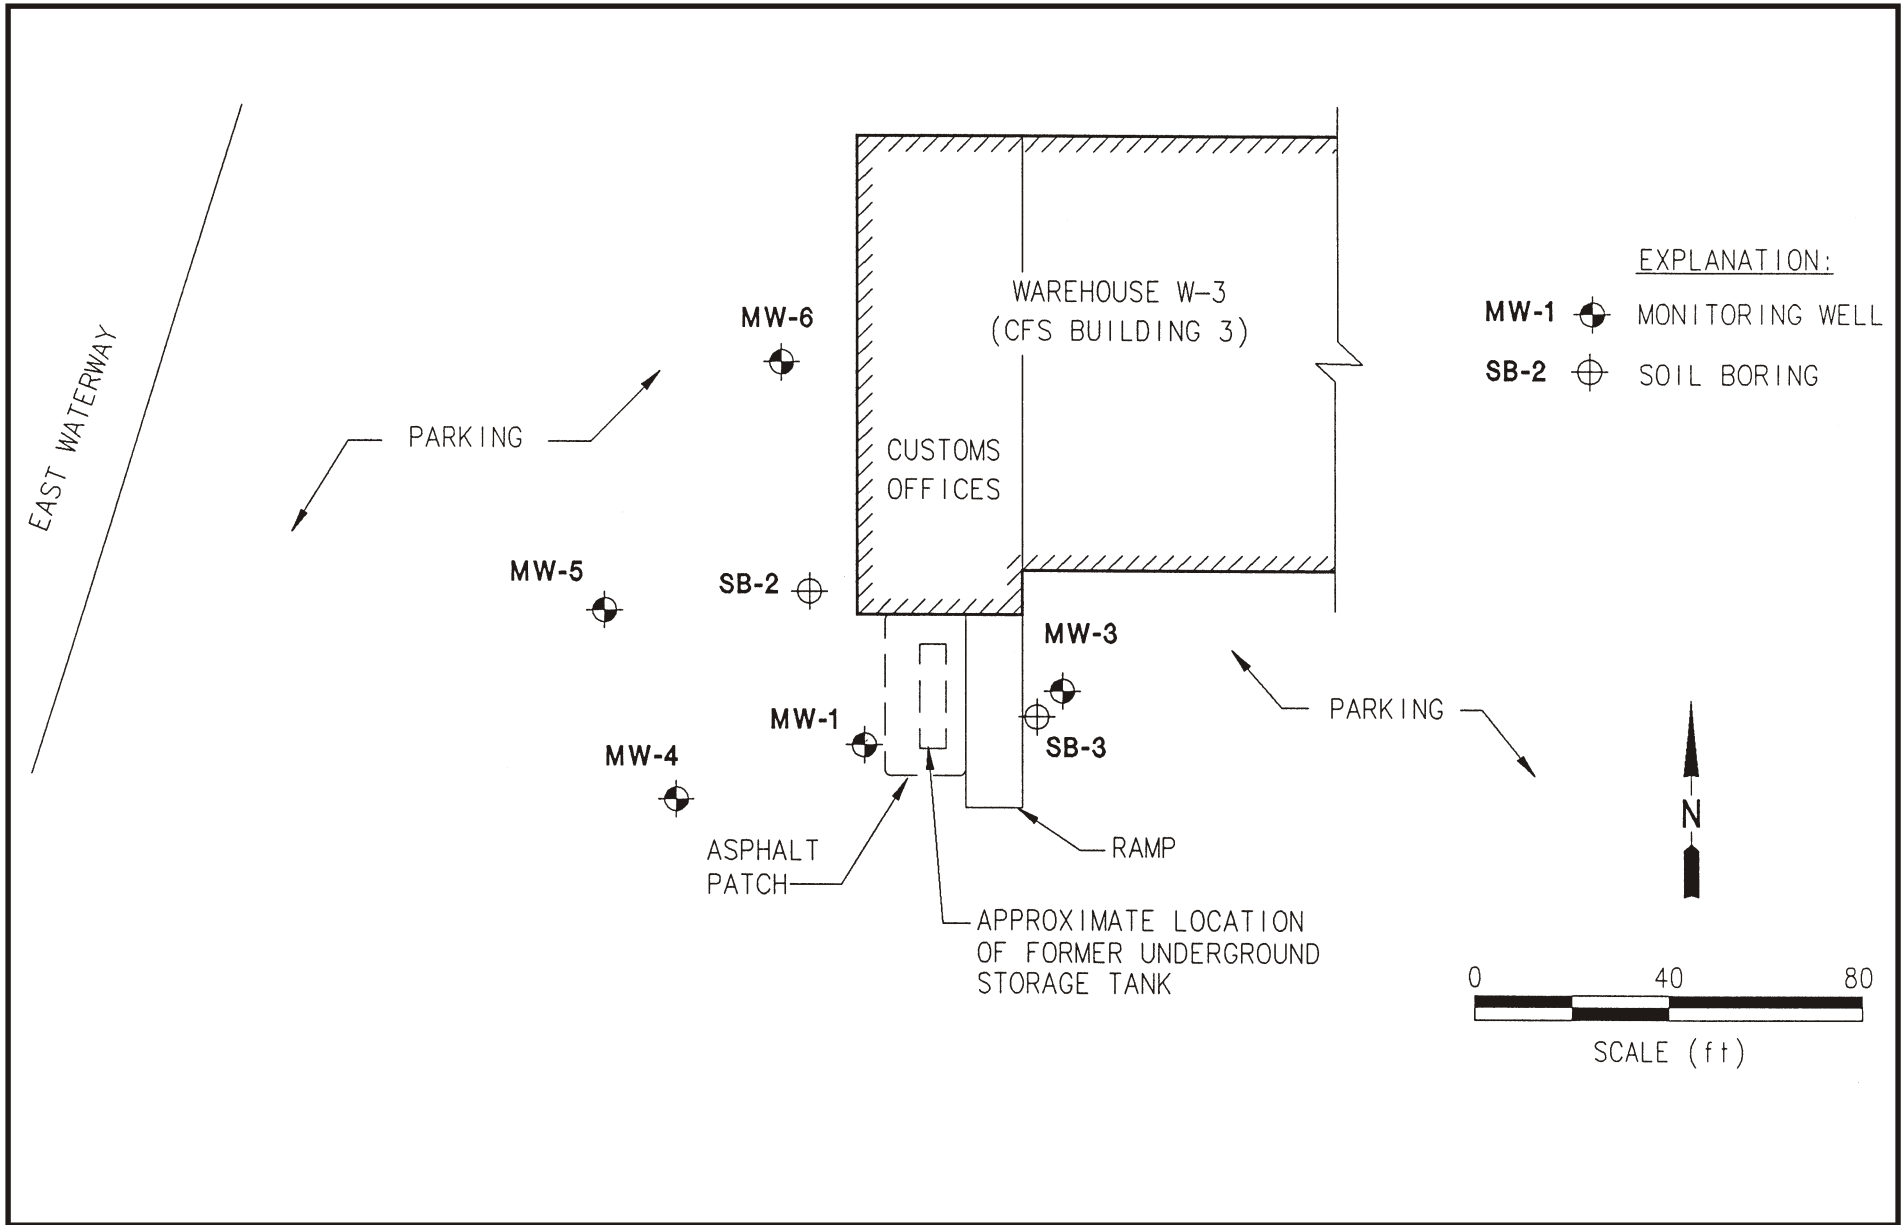 EAST WATERWAY
PARKING
MW-6
MW-5
SB-2
MW-4
MW-1
WAREHOUSE W-3
(CFS BUILDING 3)
CUSTOMS
OFFICES
MW-3
SB-3
PARKING
RAMP
ASPHALT
PATCH
APPROXIMATE LOCATION
OF FORMER UNDERGROUND
STORAGE TANK
EXPLANATION:
MW-1 MONITORING WELL
SB-2 SOIL BORING
N
0 40 80
SCALE (ft)